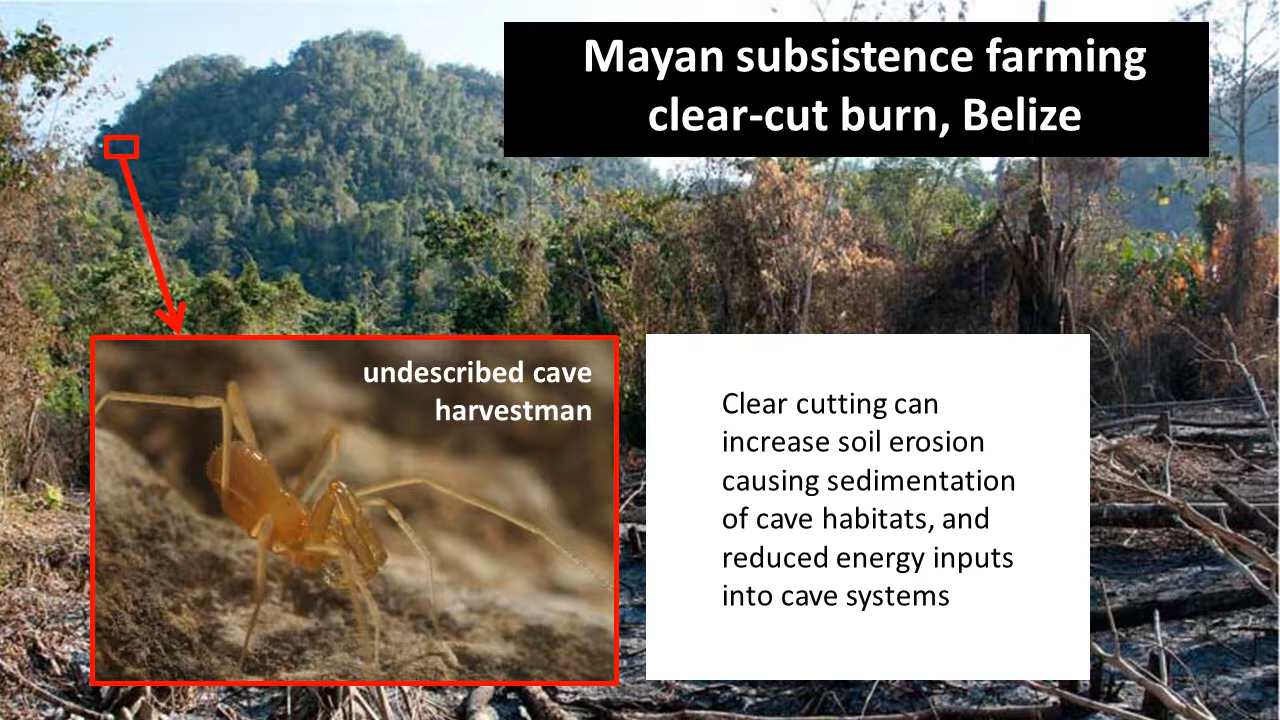 Mayan subsistence farming
clear-cut burn, Belize
undescribed cave
harvestman
Clear cutting can
increase soil erosion
causing sedimentation
of cave habitats, and
reduced energy inputs
into cave systems